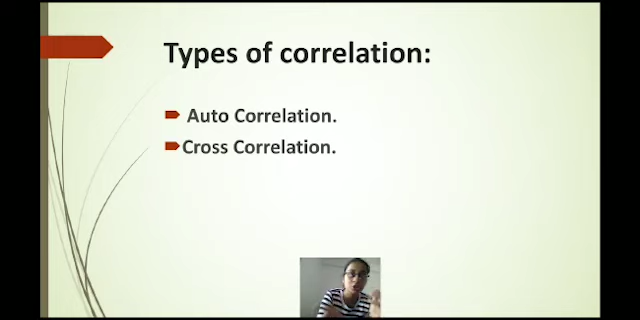 Types of correlation:
Auto Correlation.
Cross Correlation.